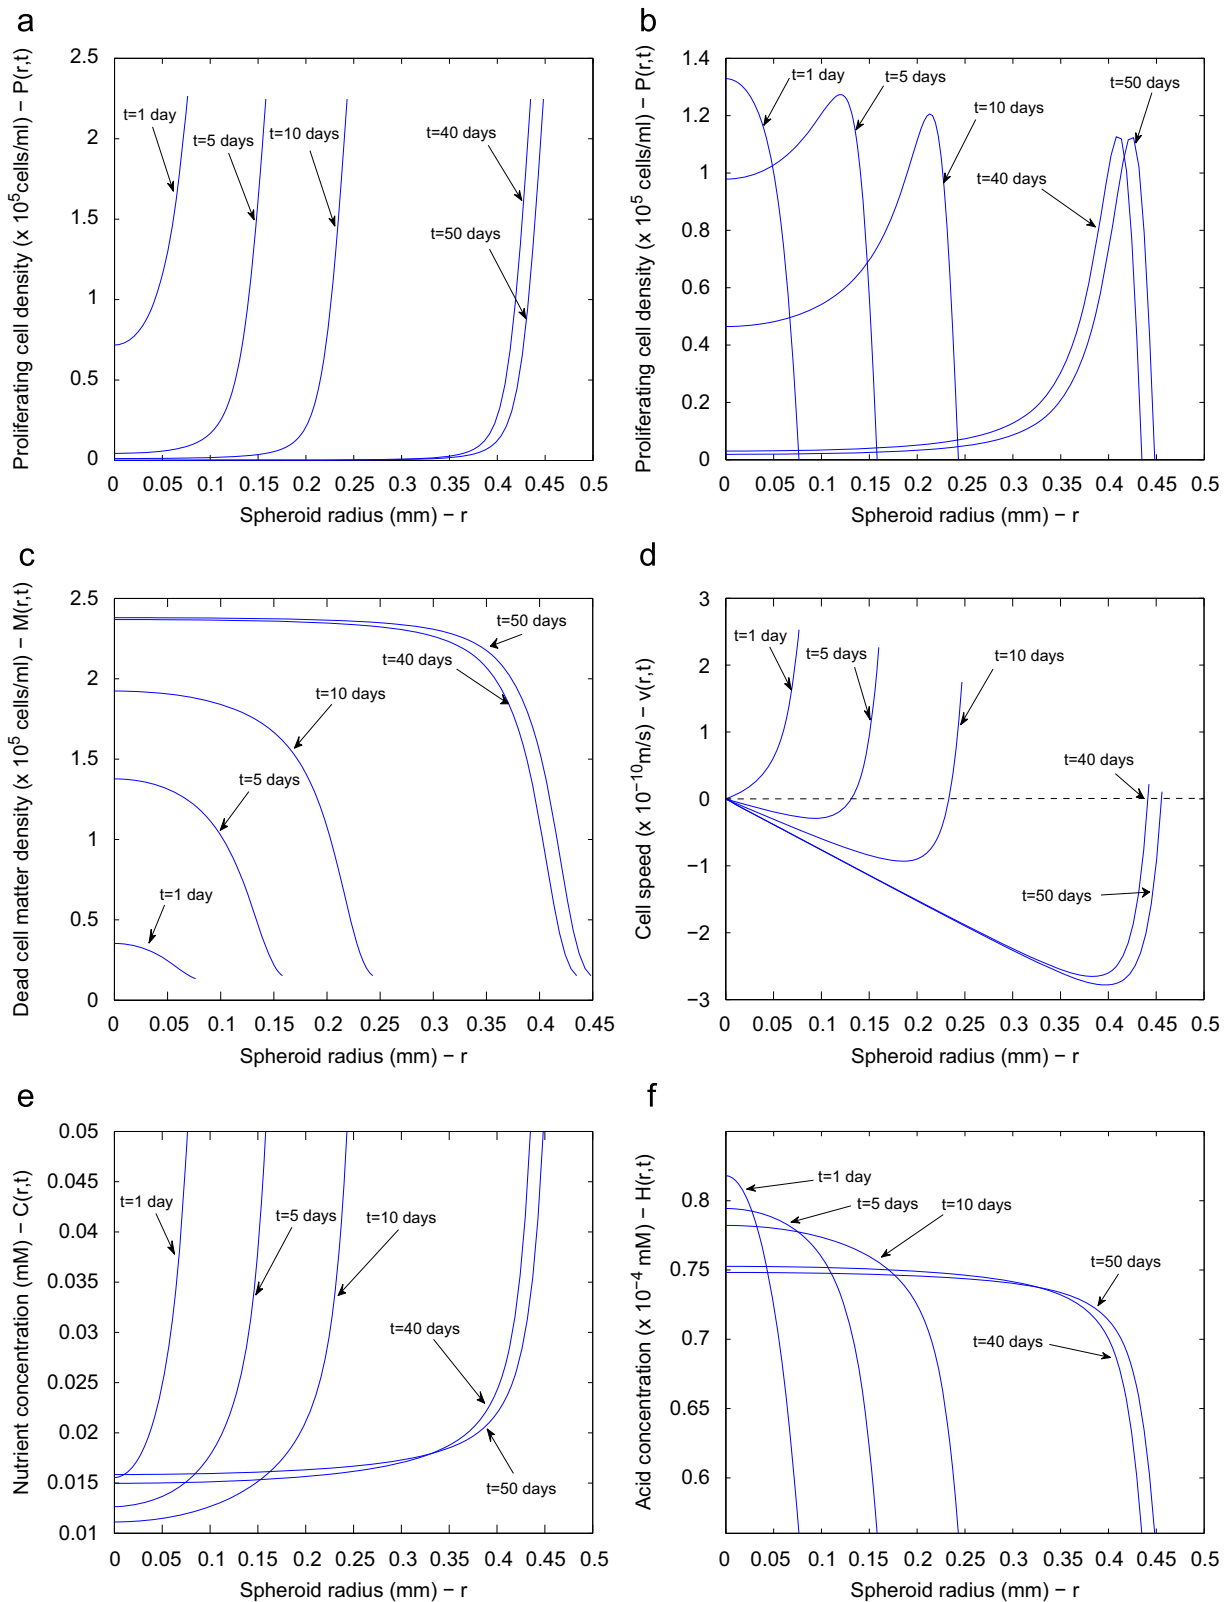 a
Proliferating cell density (x 10⁵cells/ml) − P(r,t)
2.5
2
1.5
1
0.5
0
t=1 day
t=5 days
t=10 days
t=40 days
t=50 days
0 0.05 0.1 0.15 0.2 0.25 0.3 0.35 0.4 0.45 0.5
Spheroid radius (mm) − r
b
Proliferating cell density (x 10⁵ cells/ml) − P(r,t)
1.4
1.2
1
0.8
0.6
0.4
0.2
0
t=1 day
t=5 days
t=10 days
t=50 days
t=40 days
0 0.05 0.1 0.15 0.2 0.25 0.3 0.35 0.4 0.45 0.5
Spheroid radius (mm) − r
c
Dead cell matter density (x 10⁵ cells/ml) − M(r,t)
2.5
2
1.5
1
0.5
0
t=50 days
t=40 days
t=10 days
t=5 days
t=1 day
0 0.05 0.1 0.15 0.2 0.25 0.3 0.35 0.4 0.45
Spheroid radius (mm) − r
d
Cell speed (x 10⁻¹⁰m/s) − v(r,t)
3
2
1
0
−1
−2
−3
t=1 day
t=5 days
t=10 days
t=40 days
t=50 days
0 0.05 0.1 0.15 0.2 0.25 0.3 0.35 0.4 0.45 0.5
Spheroid radius (mm) − r
e
Nutrient concentration (mM) − C(r,t)
0.05
0.045
0.04
0.035
0.03
0.025
0.02
0.015
0.01
t=1 day
t=5 days
t=10 days
t=40 days
t=50 days
0 0.05 0.1 0.15 0.2 0.25 0.3 0.35 0.4 0.45 0.5
Spheroid radius (mm) − r
f
Acid concentration (x 10⁻⁴ mM) − H(r,t)
0.8
0.75
0.7
0.65
0.6
t=1 day
t=5 days
t=10 days
t=50 days
t=40 days
0 0.05 0.1 0.15 0.2 0.25 0.3 0.35 0.4 0.45 0.5
Spheroid radius (mm) − r